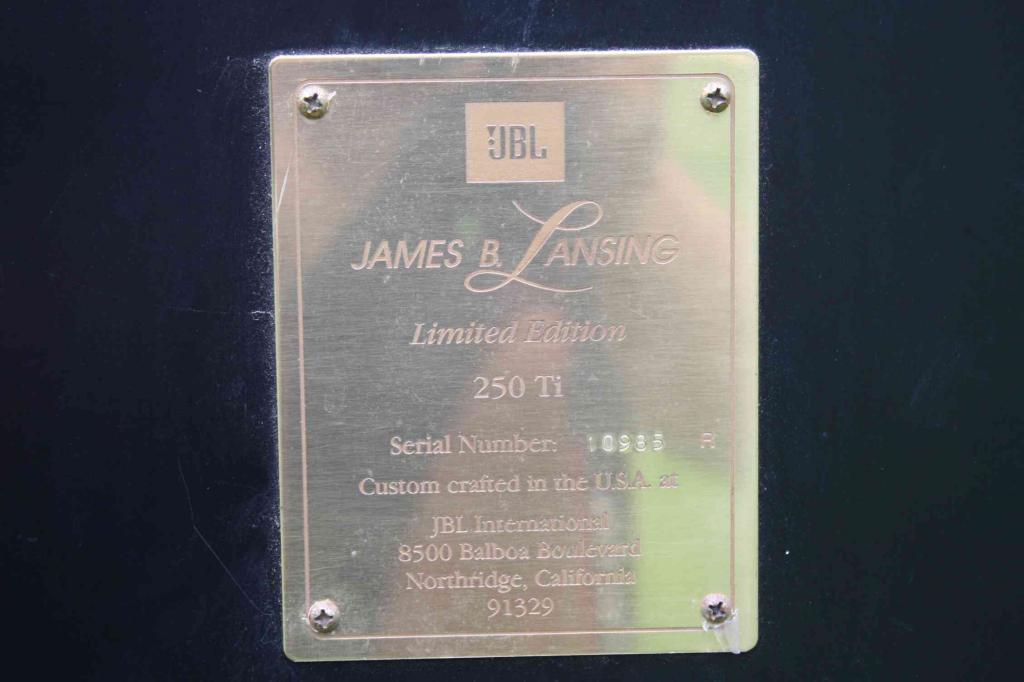 JBL
JAMES B. LANSING
Limited Edition
250 Ti
Serial Number: 10985 R
Custom crafted in the U.S.A. at
JBL International
8500 Balboa Boulevard
Northridge, California
91329